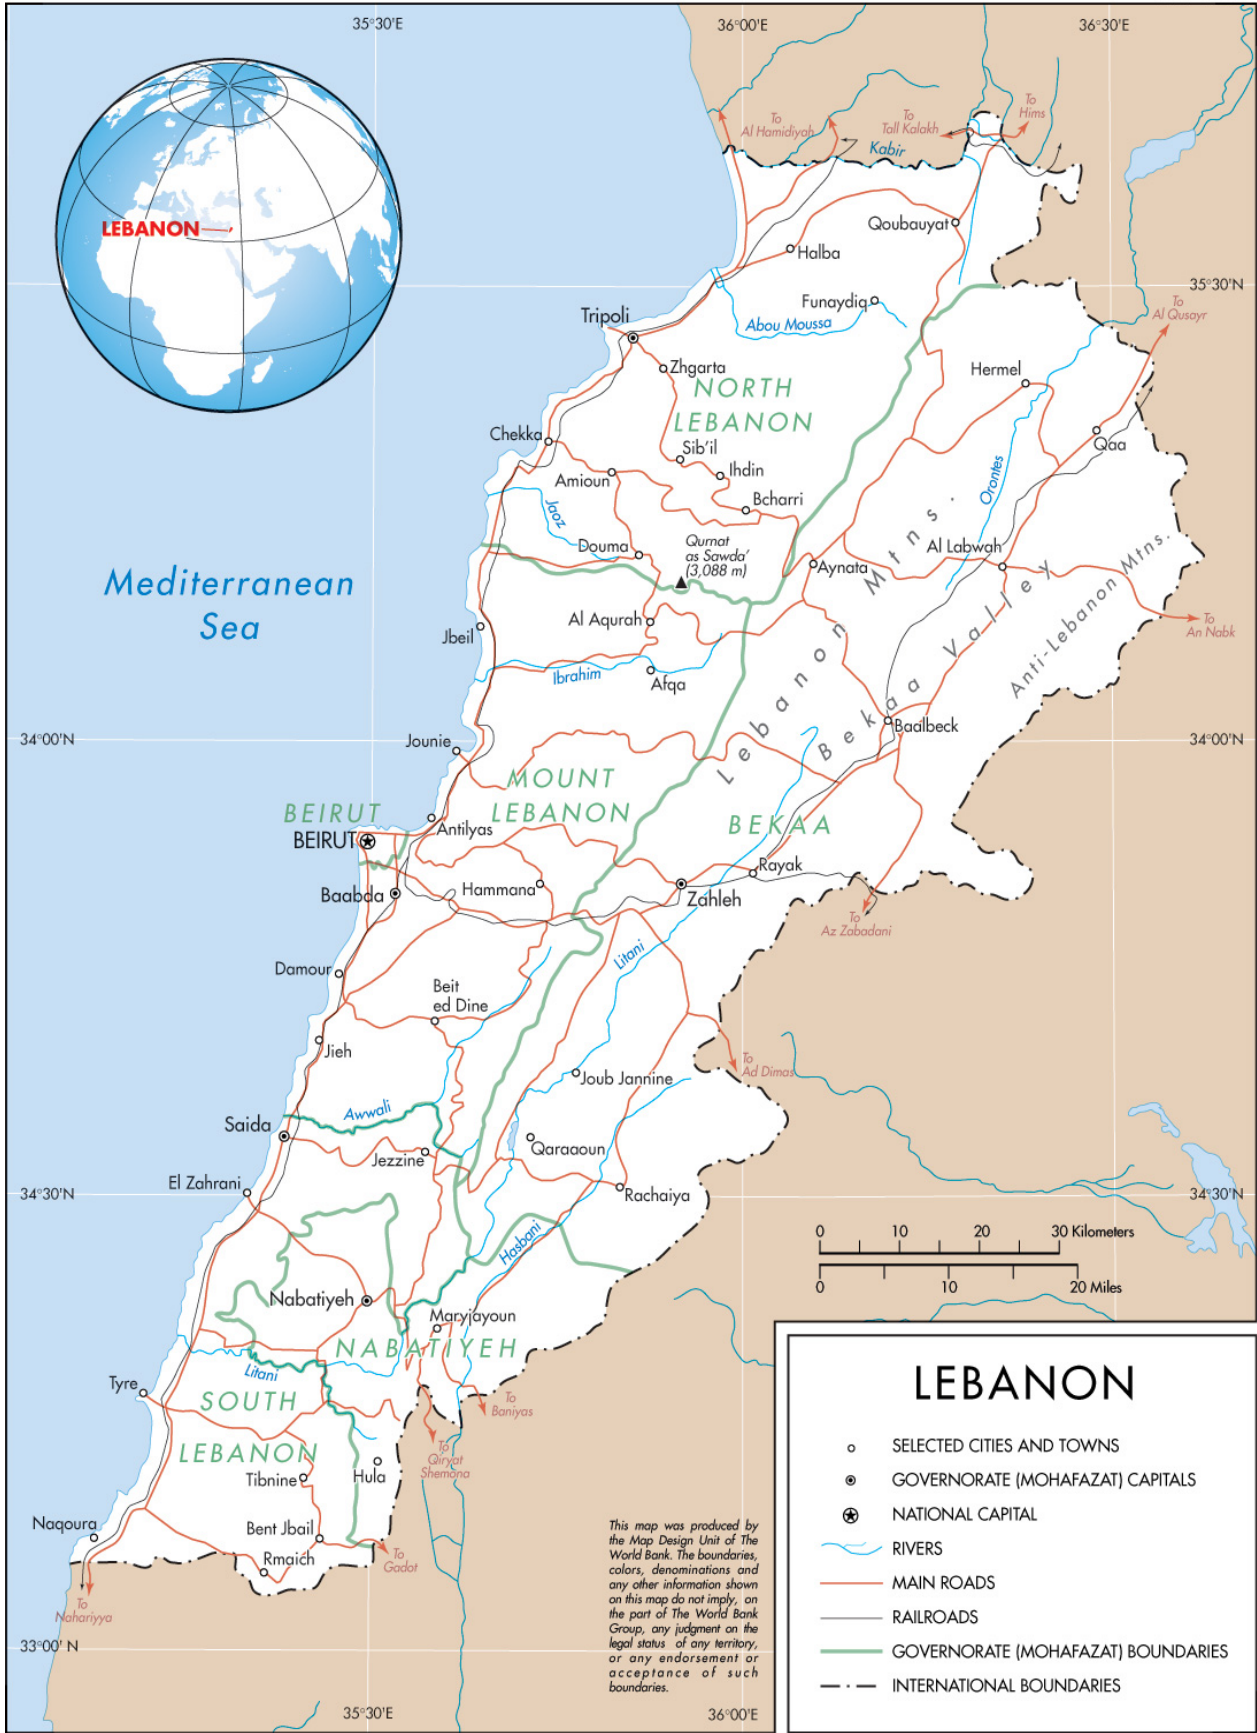 35°30'E
36°00'E
36°30'E
To
Hims
To
Al Hamidiyah
To
Tall Kalakh
Kabir
LEBANON
Qoubauyat
Halba
35°30'N
Funaydiq
To
Al Qusayr
Tripoli
Abou Moussa
Zhgarta
Hermel
NORTH
LEBANON
Chekka
Qaa
Sib'il
Ihdin
Amioun
Orontes
Bcharri
Jaoz
Douma
Qurnat
as Sawda'
(3,088 m)
Al Labwah
Aynata
Mediterranean
Sea
Al Aqurah
Jbeil
To
An Nabk
Ibrahim
Afqa
Lebanon Mtns.
Bekaa Valley
Anti-Lebanon Mtns.
Baalbeck
34°00'N
34°00'N
Jounie
MOUNT
LEBANON
BEIRUT
BEIRUT
Antilyas
BEKAA
Rayak
Hammana
Baabda
Zahleh
To
Az Zabadani
Litani
Damour
Beit
ed Dine
Jieh
To
Ad Dimas
Joub Jannine
Awwali
Saida
Qaraaoun
Jezzine
El Zahrani
Rachaiya
34°30'N
34°30'N
Hasbani
0 10 20 30 Kilometers
0 10 20 Miles
Nabatiyeh
Maryjayoun
NABATIYEH
Litani
Tyre
SOUTH
LEBANON
To
Baniyas
To
Qiryat
Shemona
Tibnine
Hula
Naqoura
Bent Jbail
Rmaich
To
Gadot
To
Nahariyya
33°00' N
35°30'E
36°00'E
This map was produced by
the Map Design Unit of The
World Bank. The boundaries,
colors, denominations and
any other information shown
on this map do not imply, on
the part of The World Bank
Group, any judgment on the
legal status of any territory,
or any endorsement or
acceptance of such
boundaries.
LEBANON
SELECTED CITIES AND TOWNS
GOVERNORATE (MOHAFAZAT) CAPITALS
NATIONAL CAPITAL
RIVERS
MAIN ROADS
RAILROADS
GOVERNORATE (MOHAFAZAT) BOUNDARIES
INTERNATIONAL BOUNDARIES